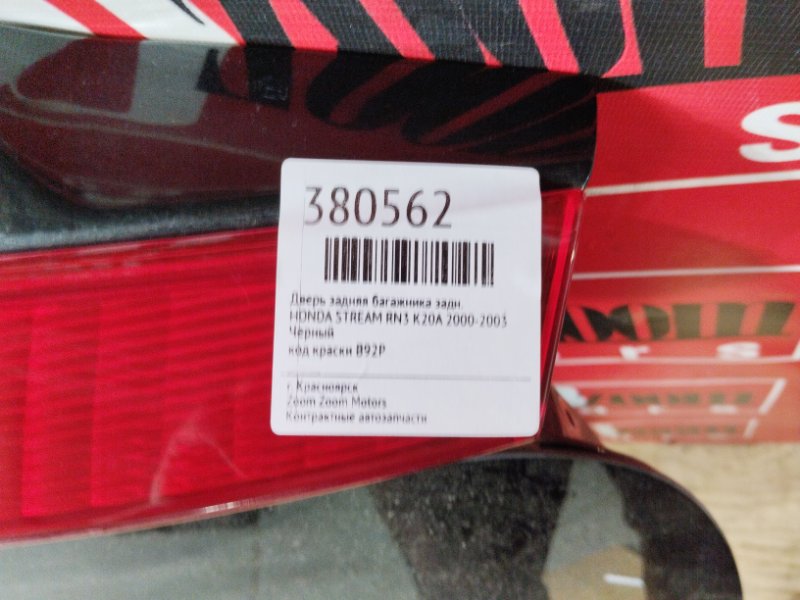 380562
Дверь задняя багажника задн.
HONDA STREAM RN3 K20A 2000-2003
Черный
код краски B92P
г. Красноярск
Zoom Zoom Motors
Контрактные автозапчасти
S